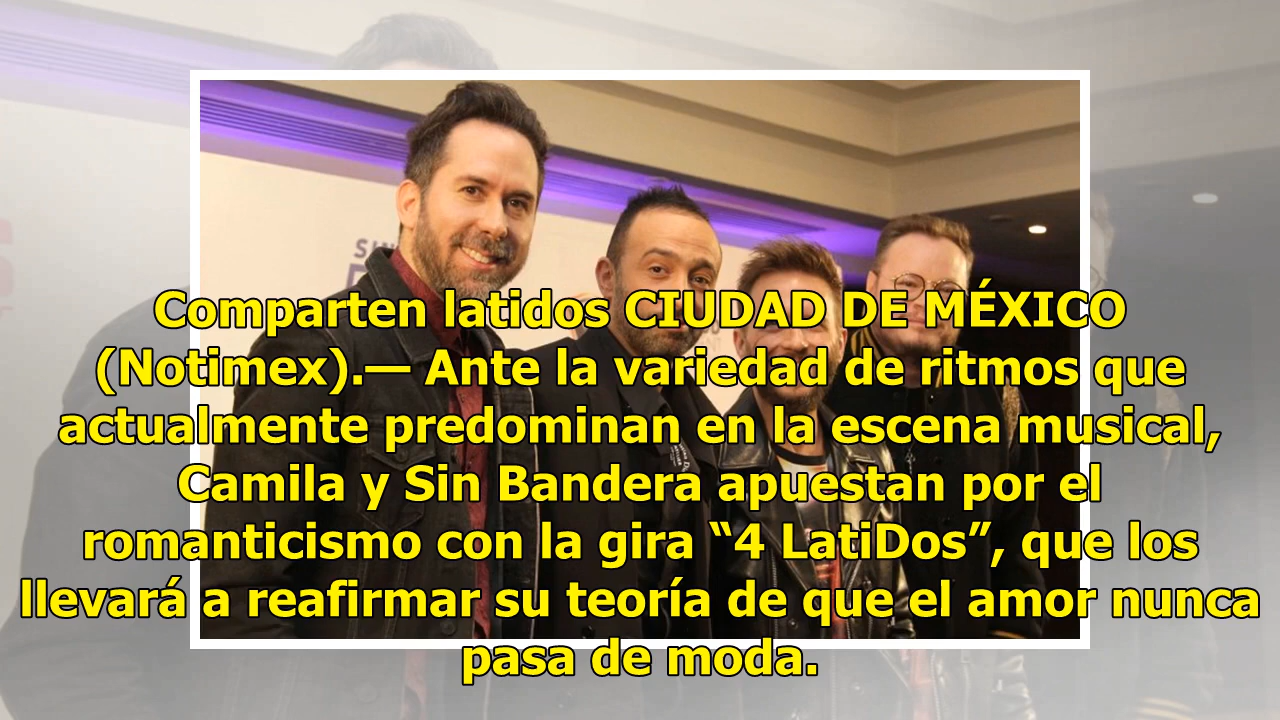 Comparten latidos CIUDAD DE MÉXICO
(Notimex).— Ante la variedad de ritmos que
actualmente predominan en la escena musical,
Camila y Sin Bandera apuestan por el
romanticismo con la gira “4 LatiDos”, que los
llevará a reafirmar su teoría de que el amor nunca
pasa de moda.